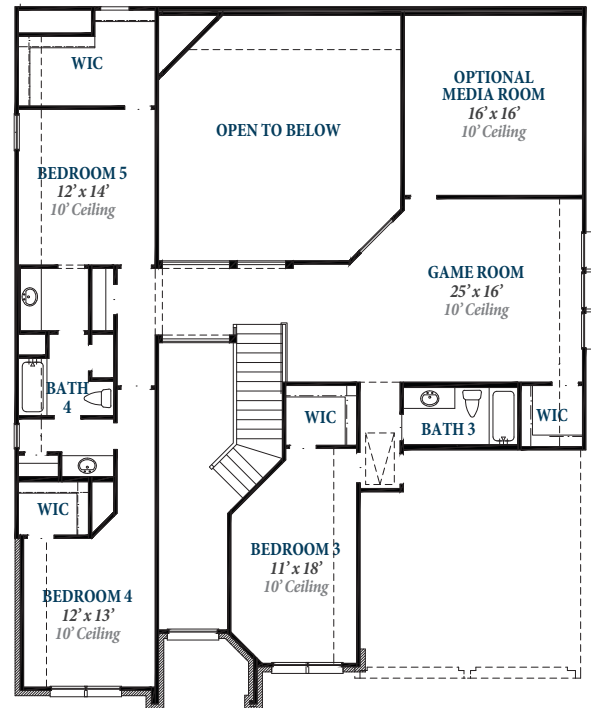 WIC
OPTIONAL
MEDIA ROOM
16’ x 16’
10’ Ceiling
OPEN TO BELOW
BEDROOM 5
12’ x 14’
10’ Ceiling
GAME ROOM
25’ x 16’
10’ Ceiling
BATH
4
WIC
BATH 3
WIC
WIC
BEDROOM 3
11’ x 18’
10’ Ceiling
BEDROOM 4
12’ x 13’
10’ Ceiling